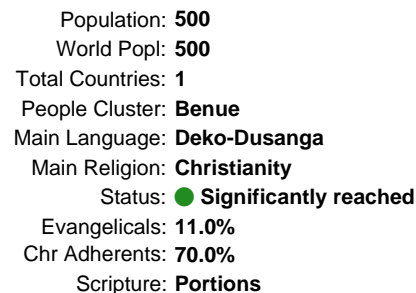 Population: 500
World Popl: 500
Total Countries: 1
People Cluster: Benue
Main Language: Deko-Dusanga
Main Religion: Christianity
Status: Significantly reached
Evangelicals: 11.0%
Chr Adherents: 70.0%
Scripture: Portions